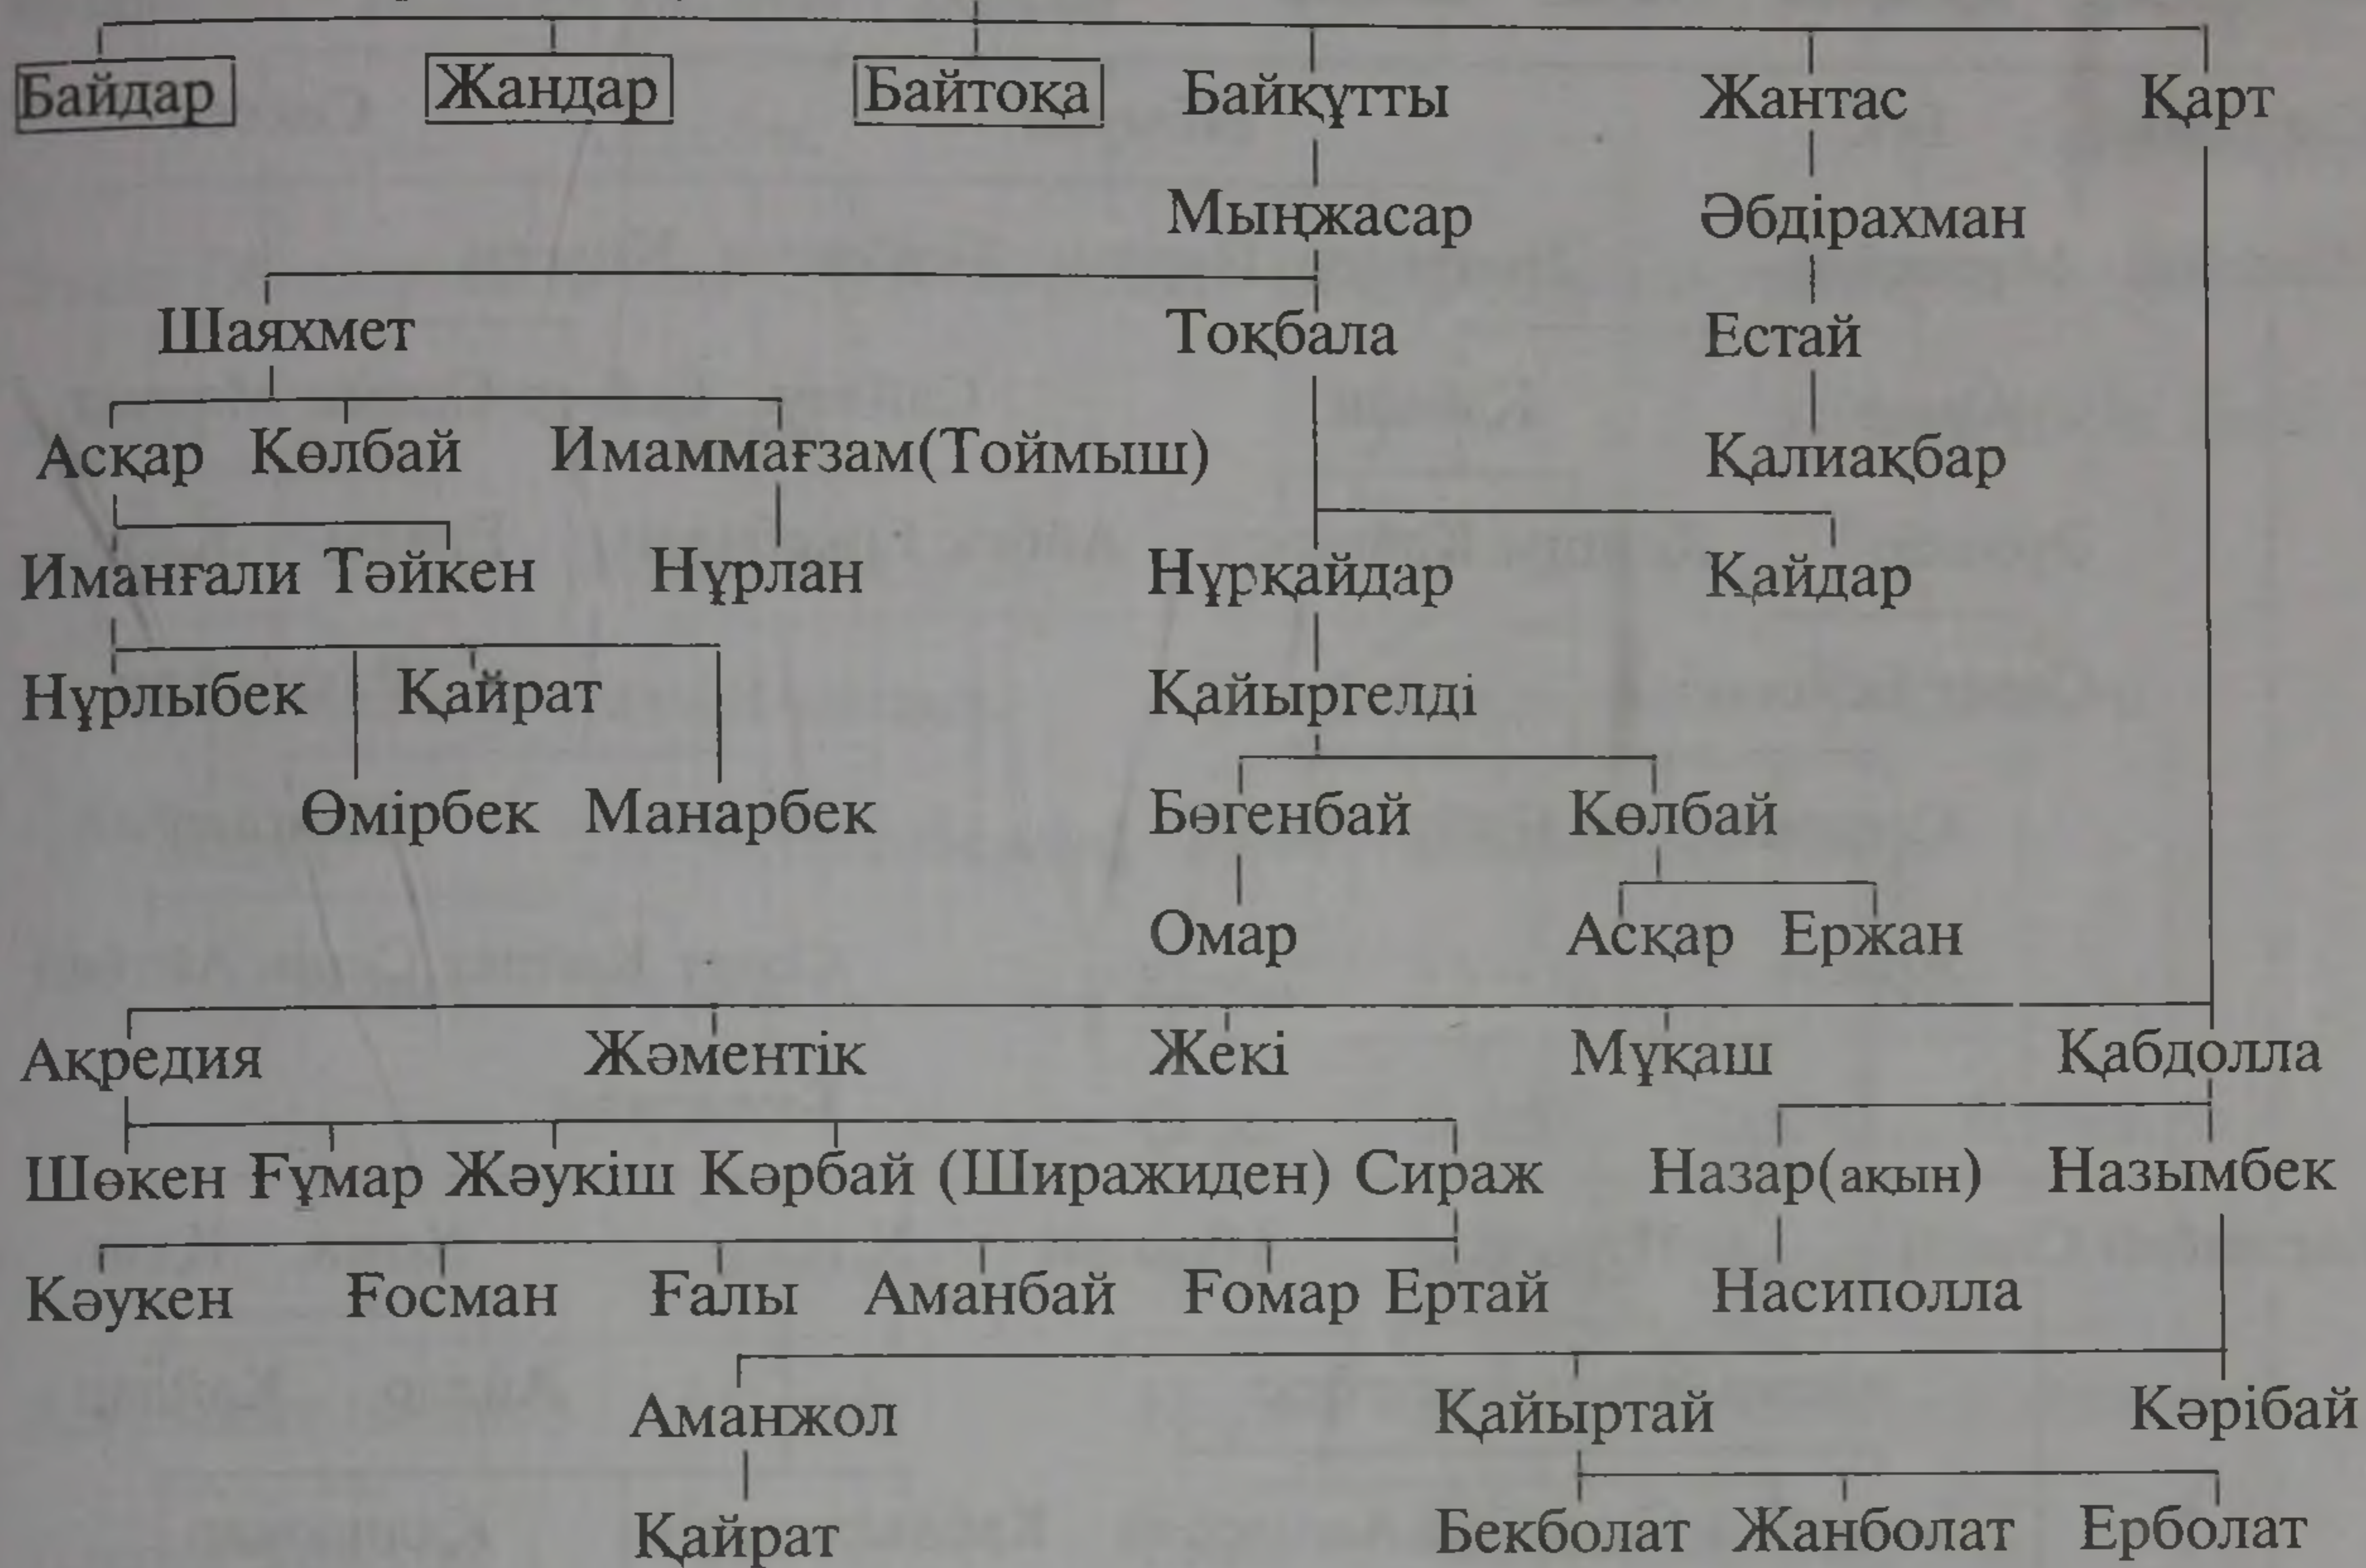 Байдар Жандар Байтоқа Байқұтты Жантас Қарт
Мыңжасар Әбдірахман
Шаяхмет Тоқбала Естай
Асқар Көлбай Имаммағзам(Тоймыш) Қалиақбар
Иманғали Тәйкен Нұрлан Нұрқайдар Қайдар
Нұрлыбек Қайрат Қайыргелді
Өмірбек Манарбек Бөгенбай Көлбай
Омар Асқар Ержан
Ақредия Жәментік Жекі Мұқаш Қабдолла
Шөкен Ғұмар Жәукіш Кәрбай (Ширажиден) Сираж Назар(ақын) Назымбек
Кәукен Ғосман Ғалы Аманбай Ғомар Ертай Насиполла
Аманжол Қайыртай Кәрібай
Қайрат Бекболат Жанболат Ерболат